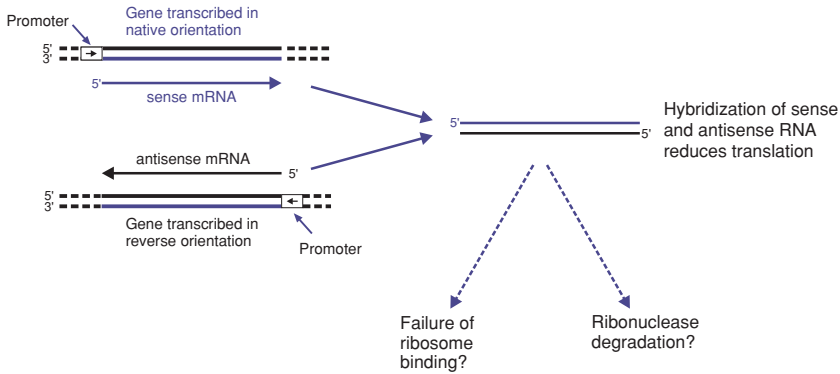 Promoter
Gene transcribed in
native orientation
5'
3'
5'
sense mRNA
antisense mRNA
5'
5'
3'
Gene transcribed in
reverse orientation
Promoter
5'
5'
Hybridization of sense
and antisense RNA
reduces translation
Failure of
ribosome
binding?
Ribonuclease
degradation?